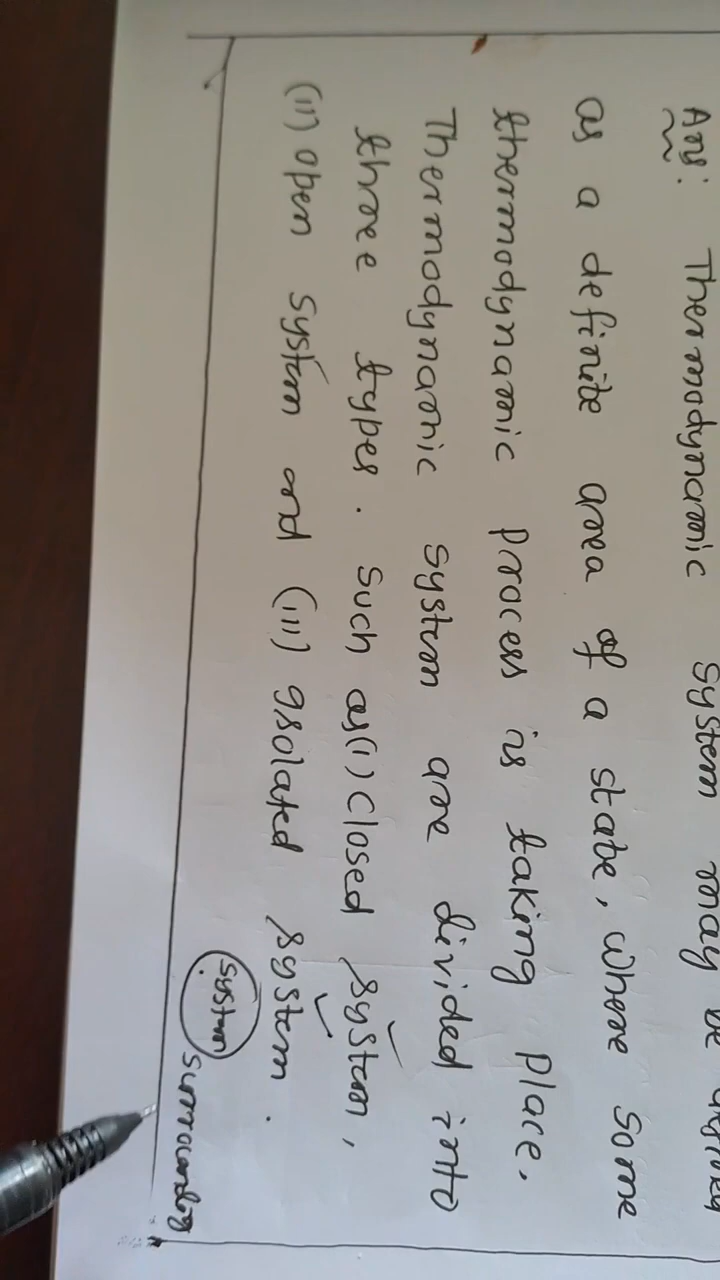 Ans: Thermodynamic system may be defined
as a definite area of a state, where some
thermodynamic process is taking place.
Thermodynamic system are divided into
three types. Such as (i) closed system,
(ii) open system and (iii) isolated system.
system surrounding